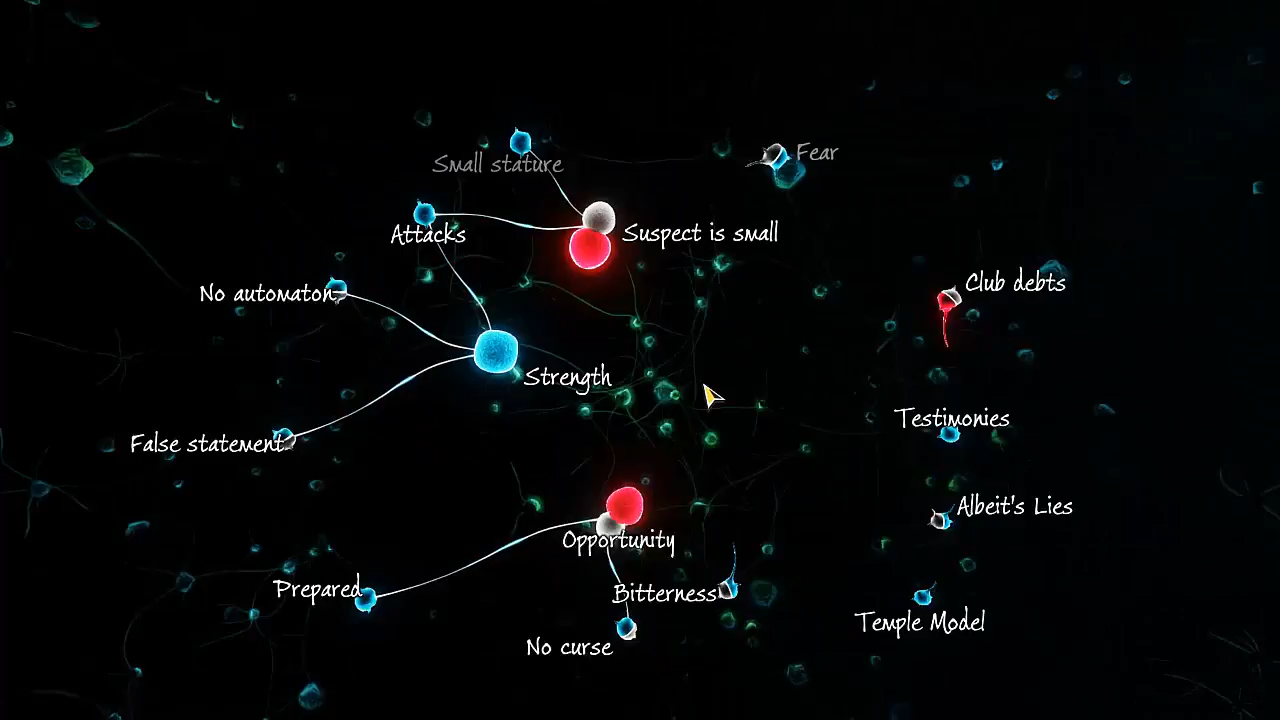 Fear
Small stature
Attacks
Suspect is small
Club debts
No automaton
Strength
Testimonies
False statement
Albeit's Lies
Opportunity
Prepared
Bitterness
Temple Model
No curse